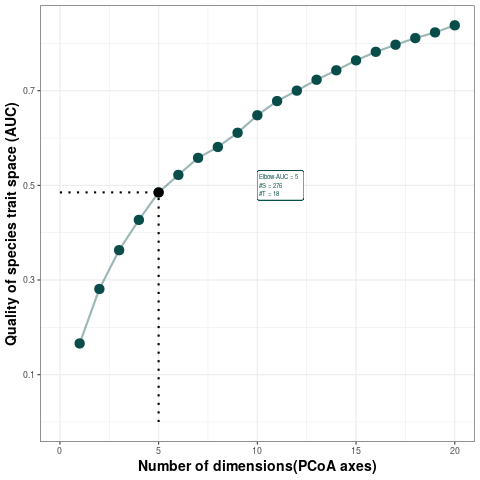 Quality of species trait space (AUC)
0.7
0.5
0.3
0.1
Elbow-AUC = 5
#S = 276
#T = 18
0
5
10
15
20
Number of dimensions(PCoA axes)